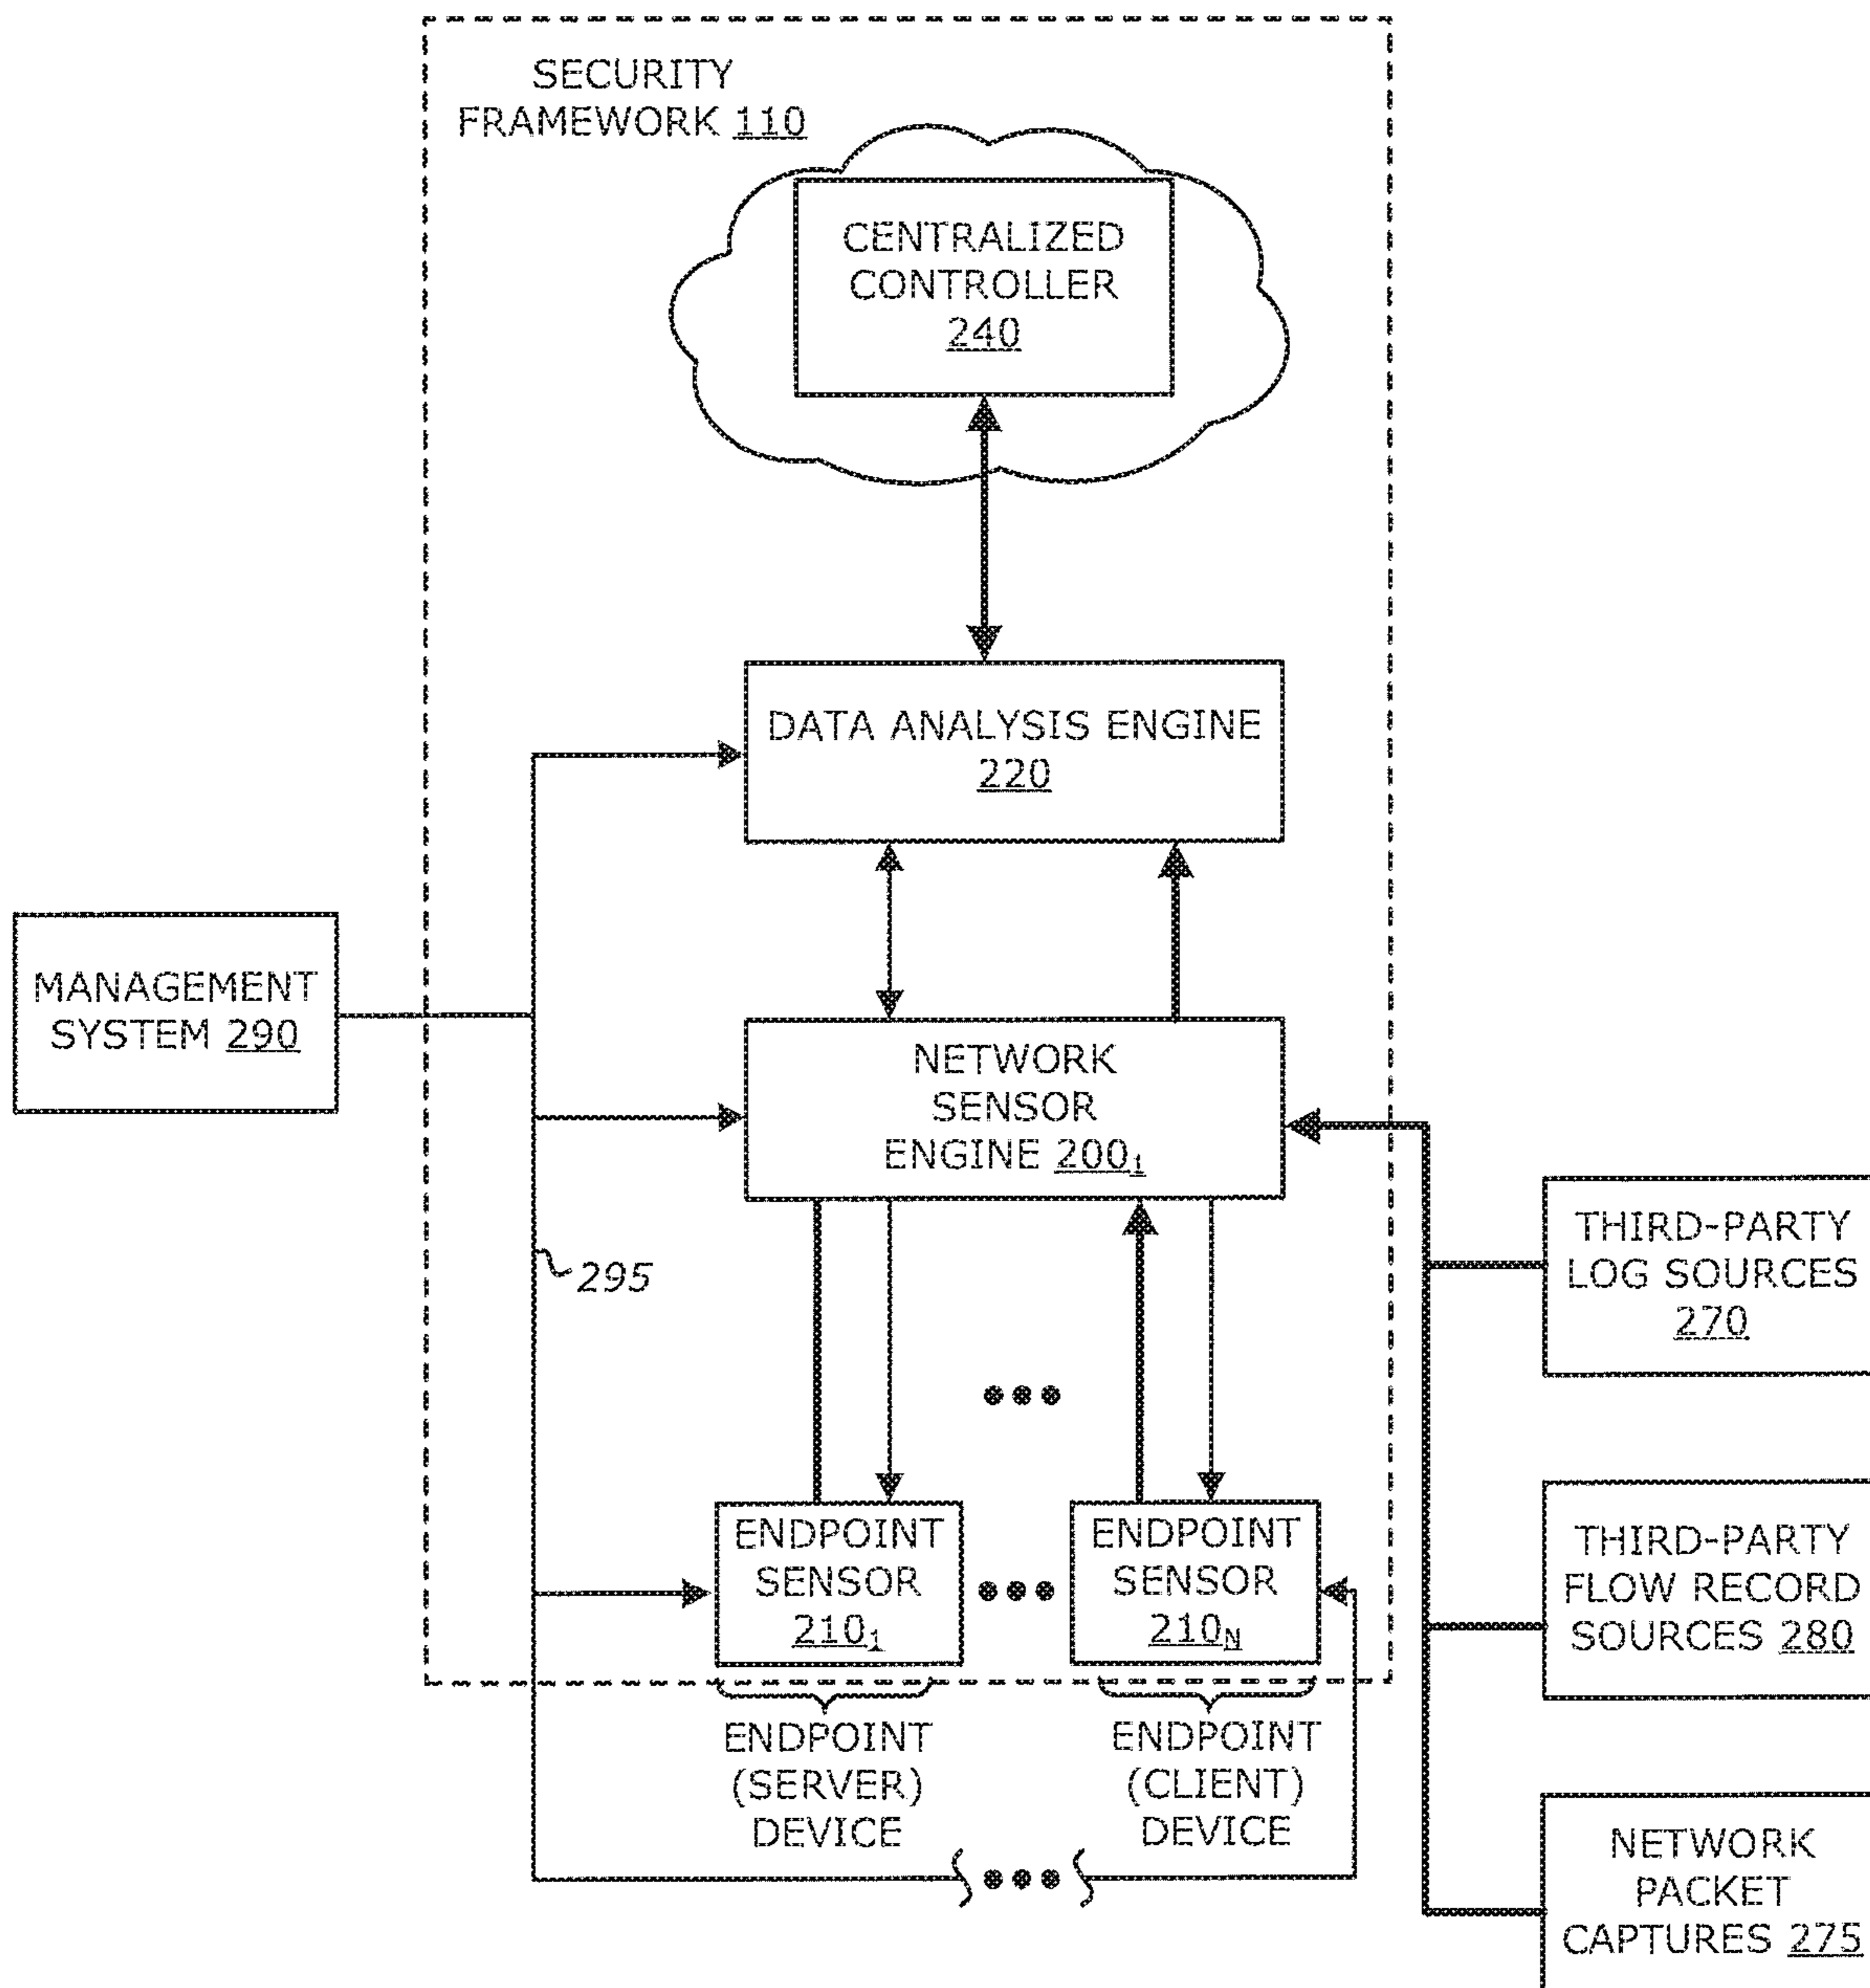 SECURITY
FRAMEWORK 110
CENTRALIZED
CONTROLLER
240
DATA ANALYSIS ENGINE
220
MANAGEMENT
SYSTEM 290
NETWORK
SENSOR
ENGINE 200₁
295
THIRD-PARTY
LOG SOURCES
270
THIRD-PARTY
FLOW RECORD
SOURCES 280
NETWORK
PACKET
CAPTURES 275
ENDPOINT
SENSOR
210₁
ENDPOINT
SENSOR
210N
ENDPOINT
(SERVER)
DEVICE
ENDPOINT
(CLIENT)
DEVICE